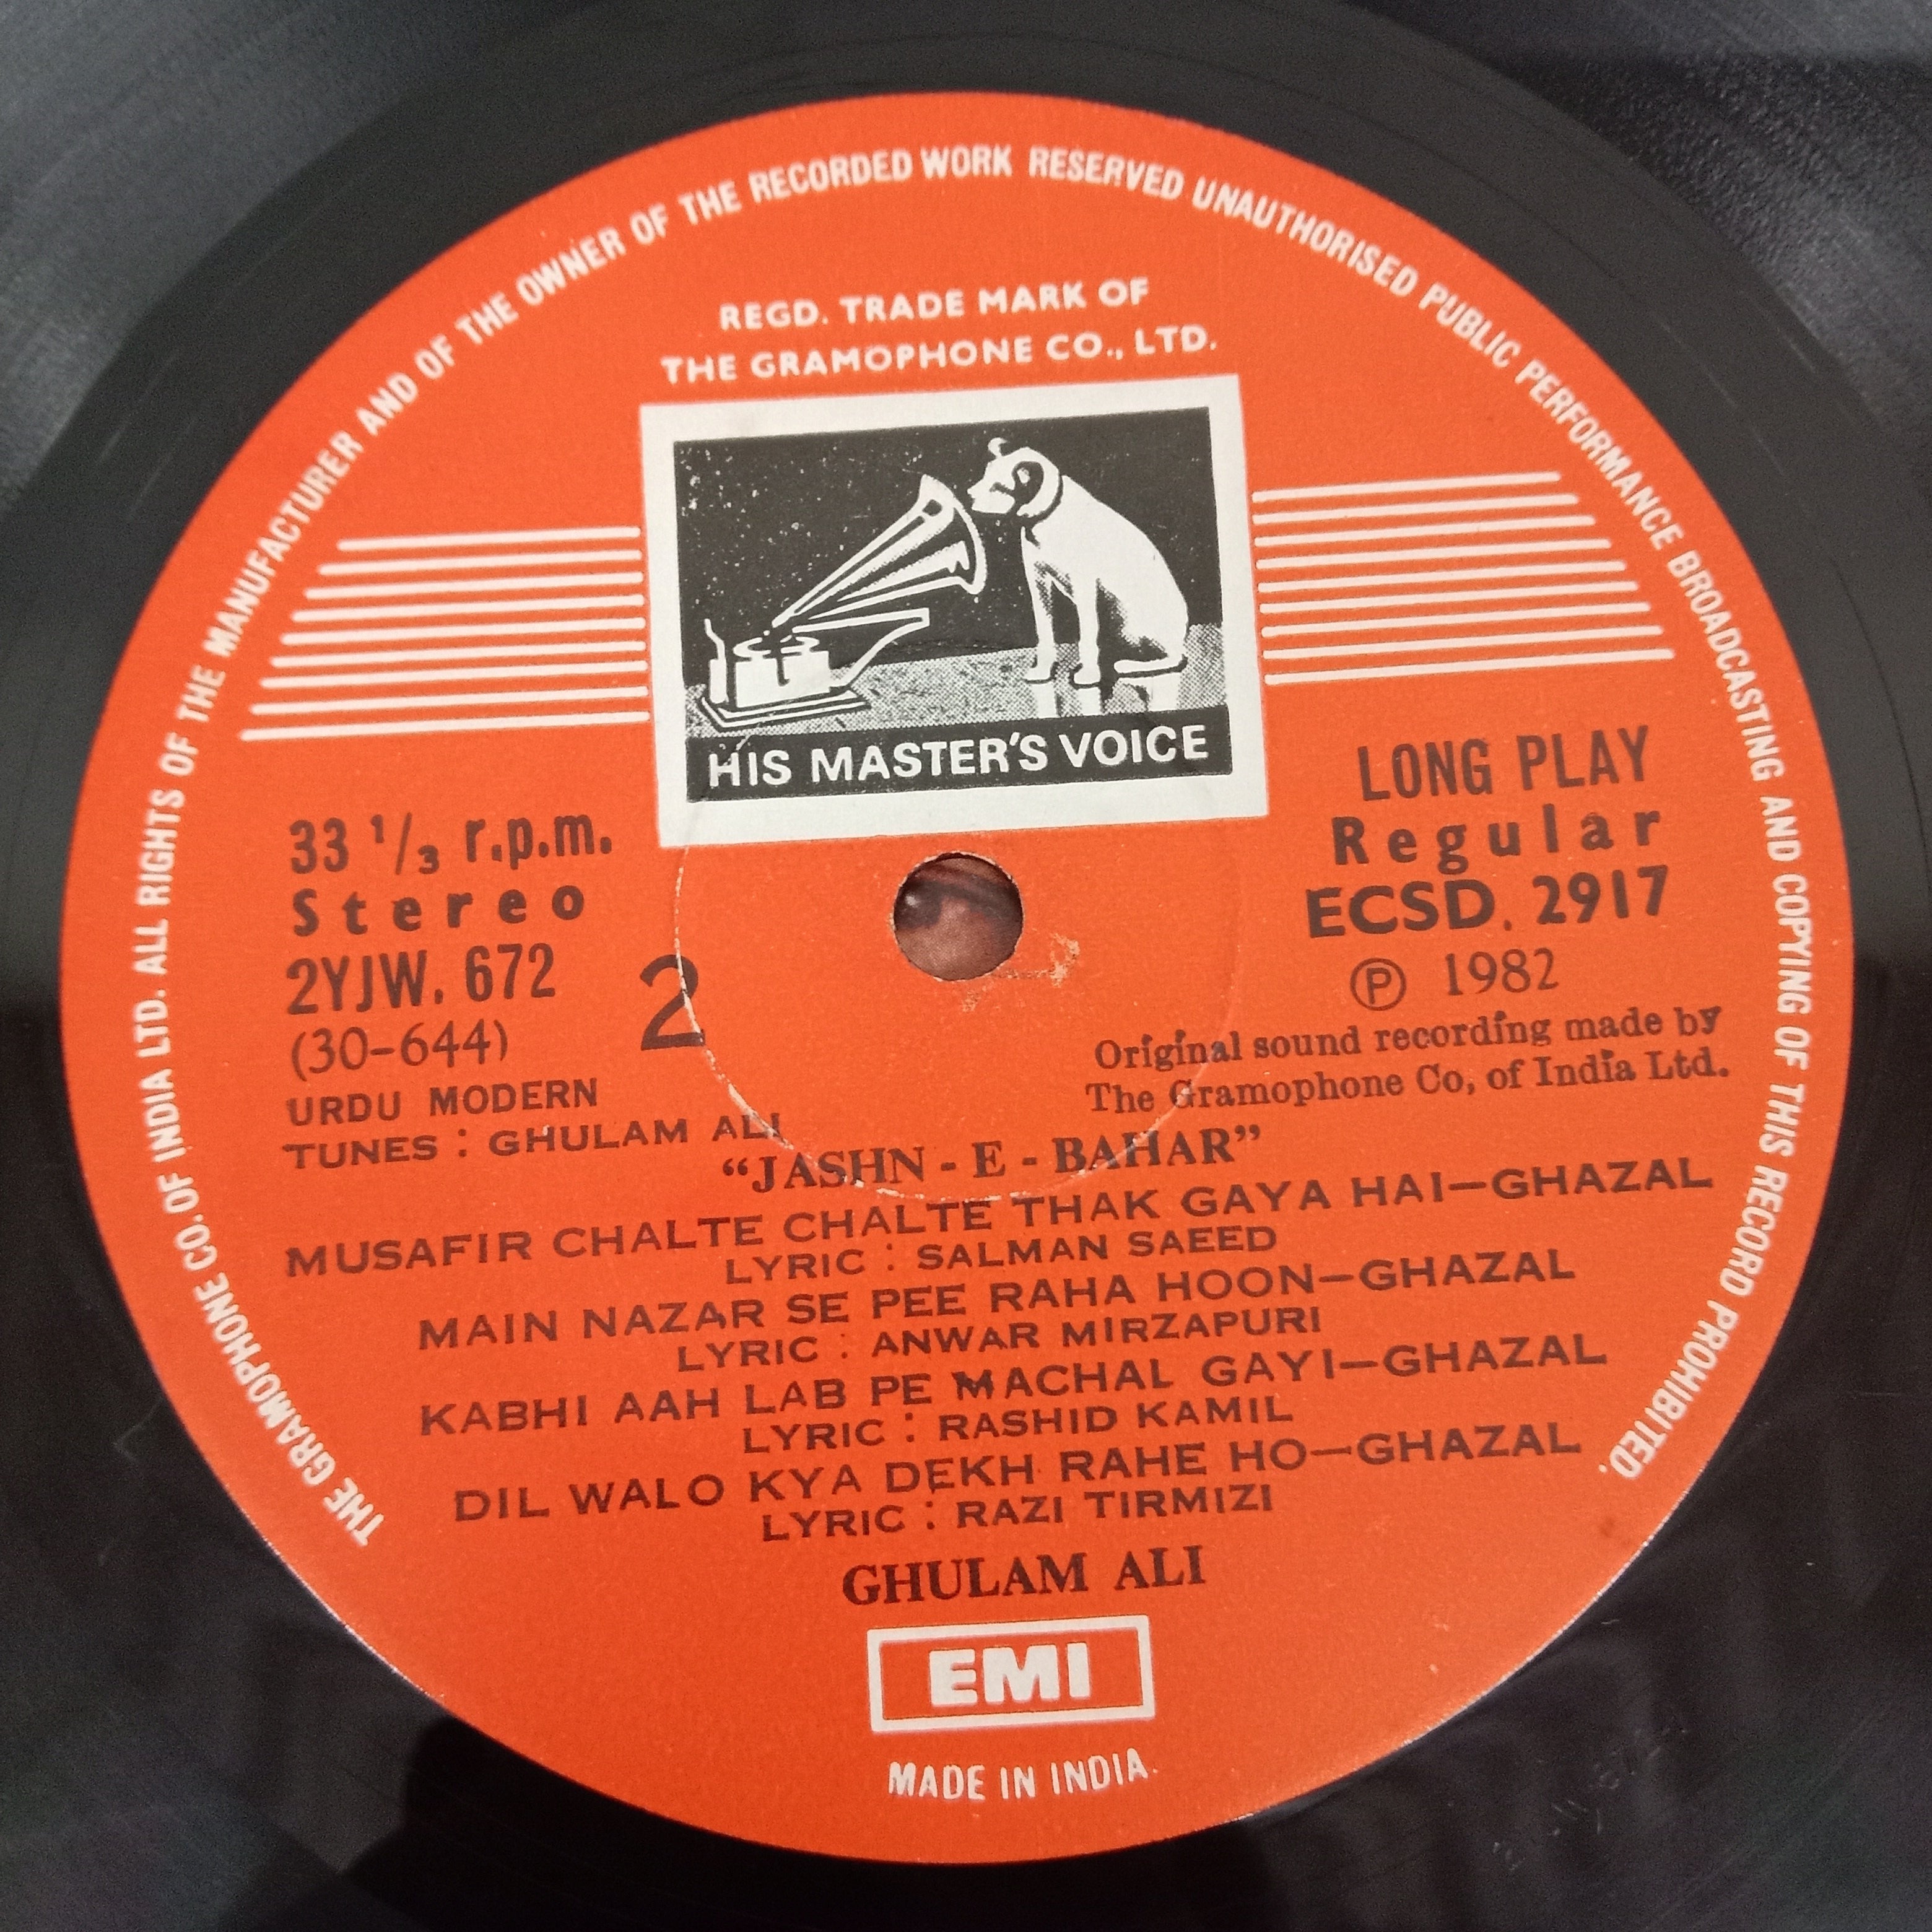 THE GRAMOPHONE CO. OF INDIA LTD. ALL RIGHTS OF THE MANUFACTURER AND OF THE OWNER OF THE RECORDED WORK RESERVED UNAUTHORISED PUBLIC PERFORMANCE BROADCASTING AND COPYING OF THIS RECORD PROHIBITED.
REGD. TRADE MARK OF
THE GRAMOPHONE CO., LTD.
HIS MASTER'S VOICE
33 1/3 r.p.m.
Stereo
2YJW. 672
(30-644)
2
URDU MODERN
TUNES : GHULAM ALI
LONG PLAY
Regular
ECSD. 2917
Ⓟ 1982
Original sound recording made by
The Gramophone Co, of India Ltd.
"JASHN - E - BAHAR"
MUSAFIR CHALTE CHALTE THAK GAYA HAI—GHAZAL
LYRIC : SALMAN SAEED
MAIN NAZAR SE PEE RAHA HOON—GHAZAL
LYRIC : ANWAR MIRZAPURI
KABHI AAH LAB PE MACHAL GAYI—GHAZAL
LYRIC : RASHID KAMIL
DIL WALO KYA DEKH RAHE HO—GHAZAL
LYRIC : RAZI TIRMIZI
GHULAM ALI
EMI
MADE IN INDIA.